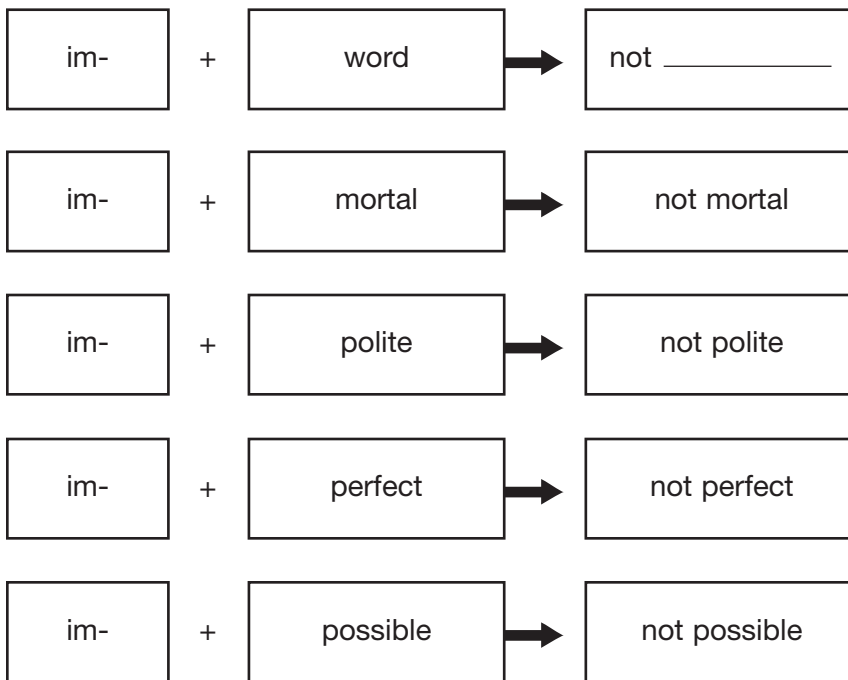 im- + word not ___________
im- + mortal not mortal
im- + polite not polite
im- + perfect not perfect
im- + possible not possible